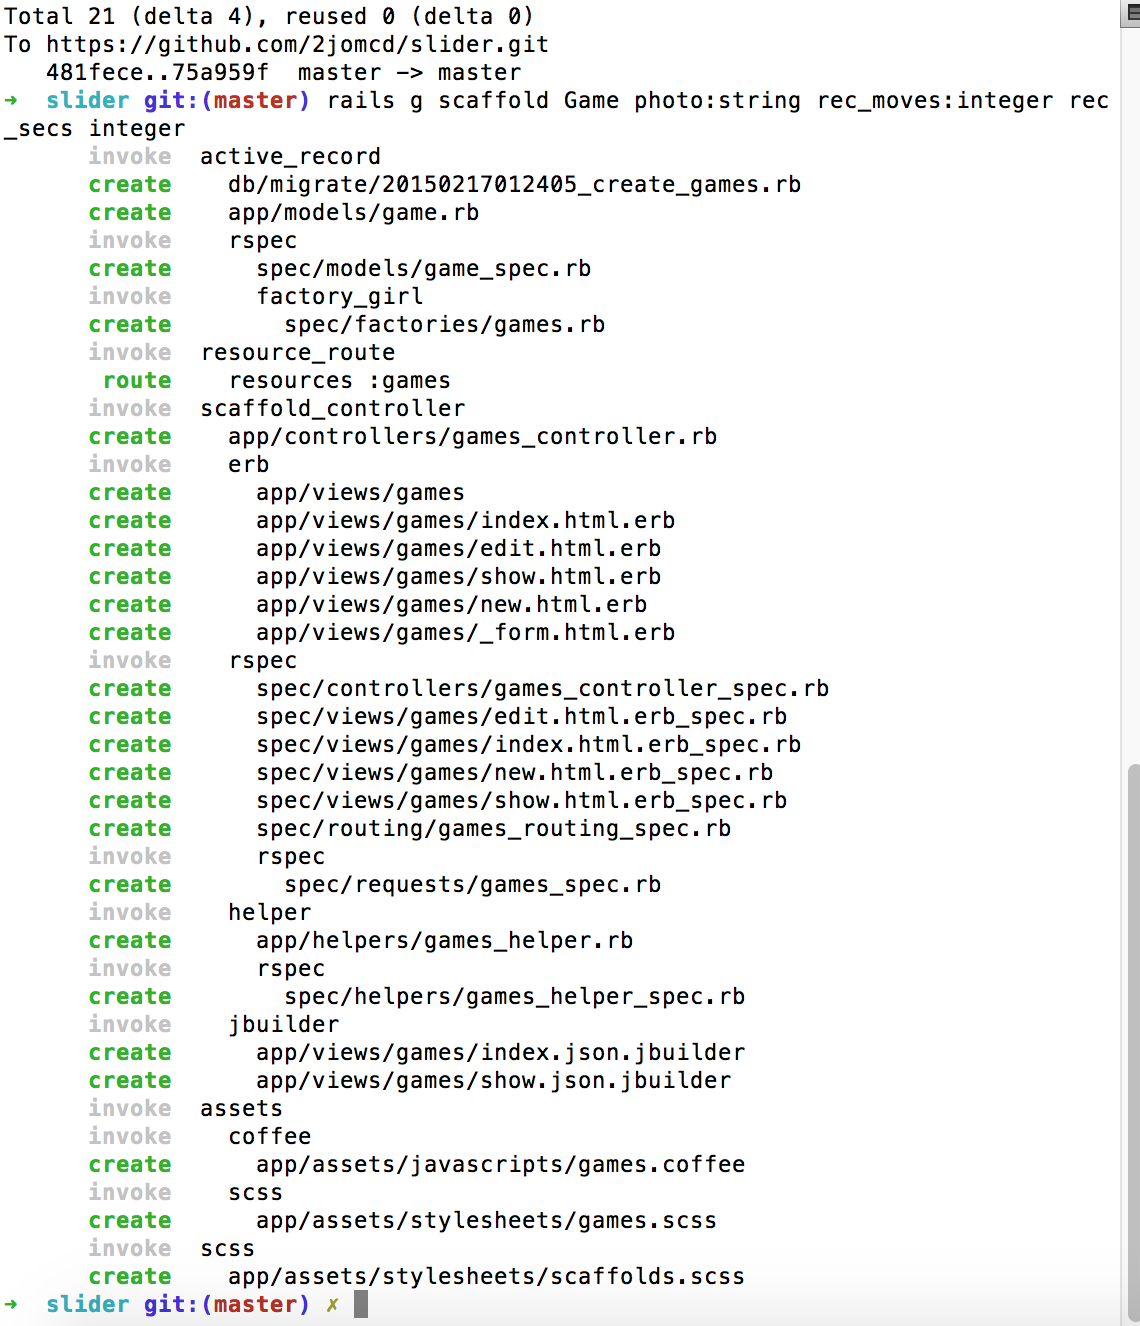 Total 21 (delta 4), reused 0 (delta 0)
To https://github.com/2jomcd/slider.git
   481fece..75a959f  master -> master
➜  slider git:(master) rails g scaffold Game photo:string rec_moves:integer rec
_secs integer
      invoke  active_record
      create    db/migrate/20150217012405_create_games.rb
      create    app/models/game.rb
      invoke    rspec
      create      spec/models/game_spec.rb
      invoke      factory_girl
      create        spec/factories/games.rb
      invoke  resource_route
       route    resources :games
      invoke  scaffold_controller
      create    app/controllers/games_controller.rb
      invoke    erb
      create      app/views/games
      create      app/views/games/index.html.erb
      create      app/views/games/edit.html.erb
      create      app/views/games/show.html.erb
      create      app/views/games/new.html.erb
      create      app/views/games/_form.html.erb
      invoke    rspec
      create      spec/controllers/games_controller_spec.rb
      create      spec/views/games/edit.html.erb_spec.rb
      create      spec/views/games/index.html.erb_spec.rb
      create      spec/views/games/new.html.erb_spec.rb
      create      spec/views/games/show.html.erb_spec.rb
      create      spec/routing/games_routing_spec.rb
      invoke      rspec
      create        spec/requests/games_spec.rb
      invoke    helper
      create      app/helpers/games_helper.rb
      invoke      rspec
      create        spec/helpers/games_helper_spec.rb
      invoke    jbuilder
      create      app/views/games/index.json.jbuilder
      create      app/views/games/show.json.jbuilder
      invoke  assets
      invoke    coffee
      create      app/assets/javascripts/games.coffee
      invoke    scss
      create      app/assets/stylesheets/games.scss
      invoke  scss
      create    app/assets/stylesheets/scaffolds.scss
➜  slider git:(master) ✗